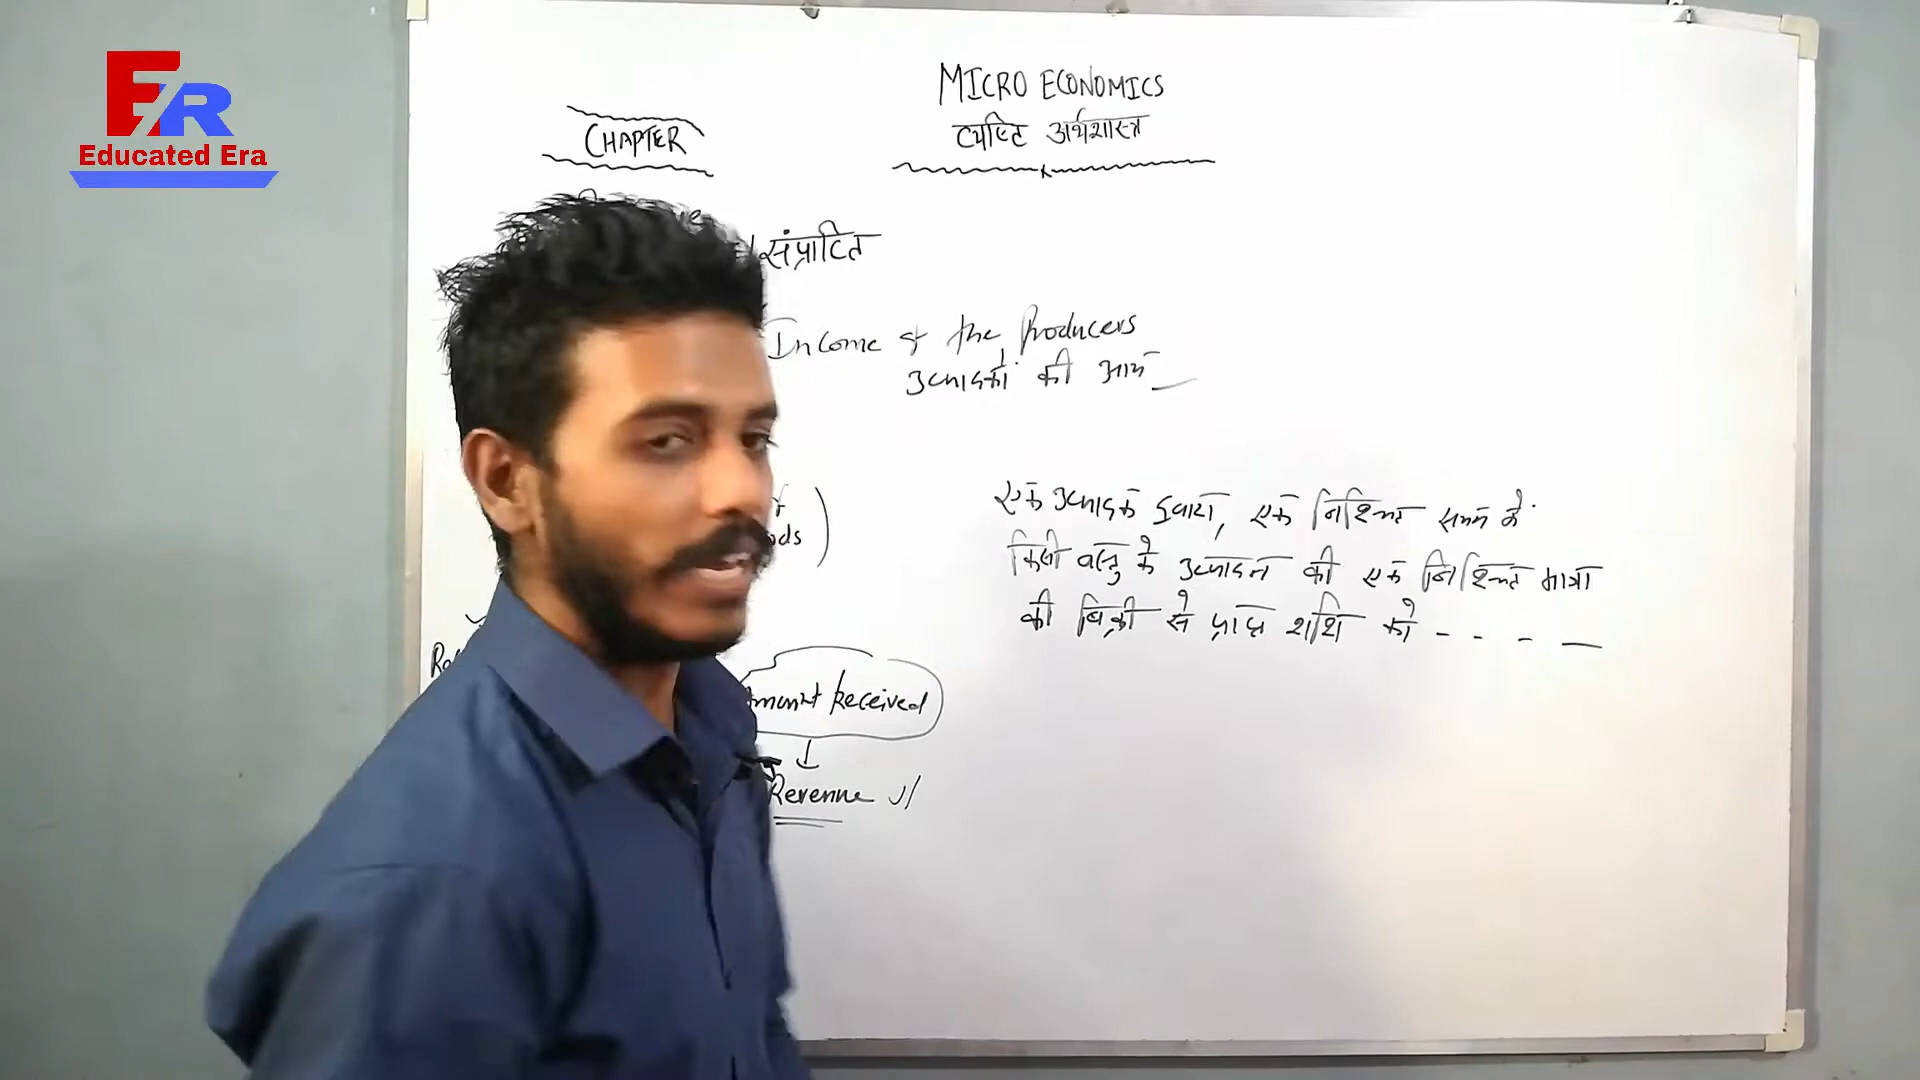 ER
Educated Era
MICRO ECONOMICS
व्यष्टि अर्थशास्त्र
CHAPTER
संप्राप्ति
Income of the Producers
उत्पादकों की आय
एक उत्पादक द्वारा, एक निश्चित समय में
किसी वस्तु के उत्पादन की एक निश्चित मात्रा
की बिक्री से प्राप्त राशि को - - - —
Amount Received
Revenue